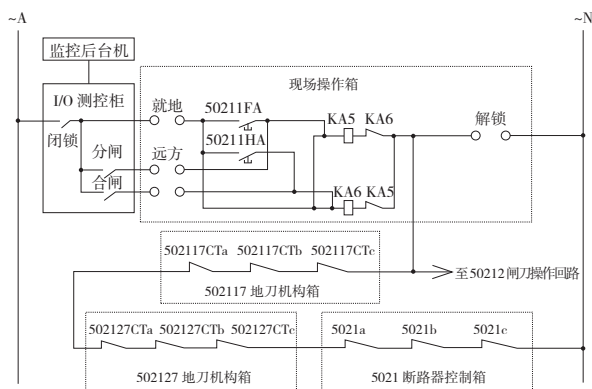 ~A
~N
监控后台机
现场操作箱
I/O 测控柜
就地
50211FA
KA5 KA6
解锁
闭锁
50211HA
分闸
远方
合闸
KA6 KA5
502117CTa 502117CTb 502117CTc
至50212闸刀操作回路
502117 地刀机构箱
502127CTa 502127CTb 502127CTc 5021a 5021b 5021c
502127 地刀机构箱
5021 断路器控制箱